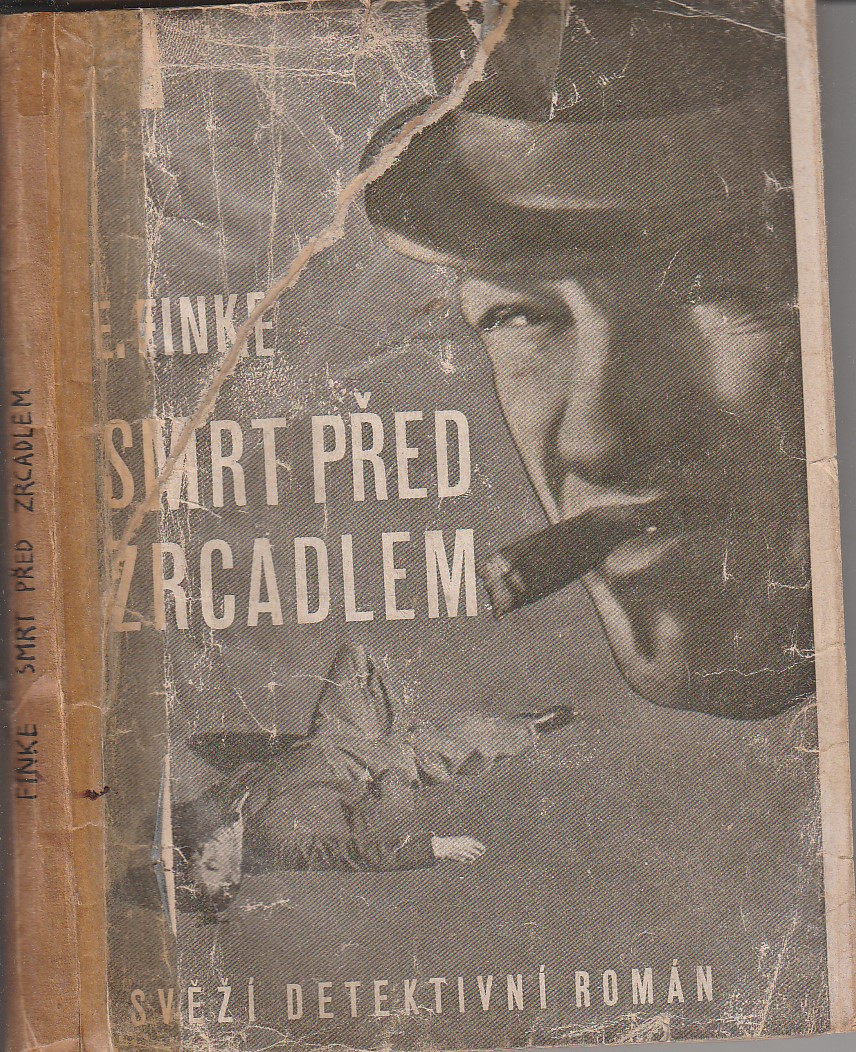 FINKE SMRT PŘED ZRCADLEM
E. FINKE
SMRT PŘED
ZRCADLEM
SVĚŽÍ DETEKTIVNÍ ROMÁN